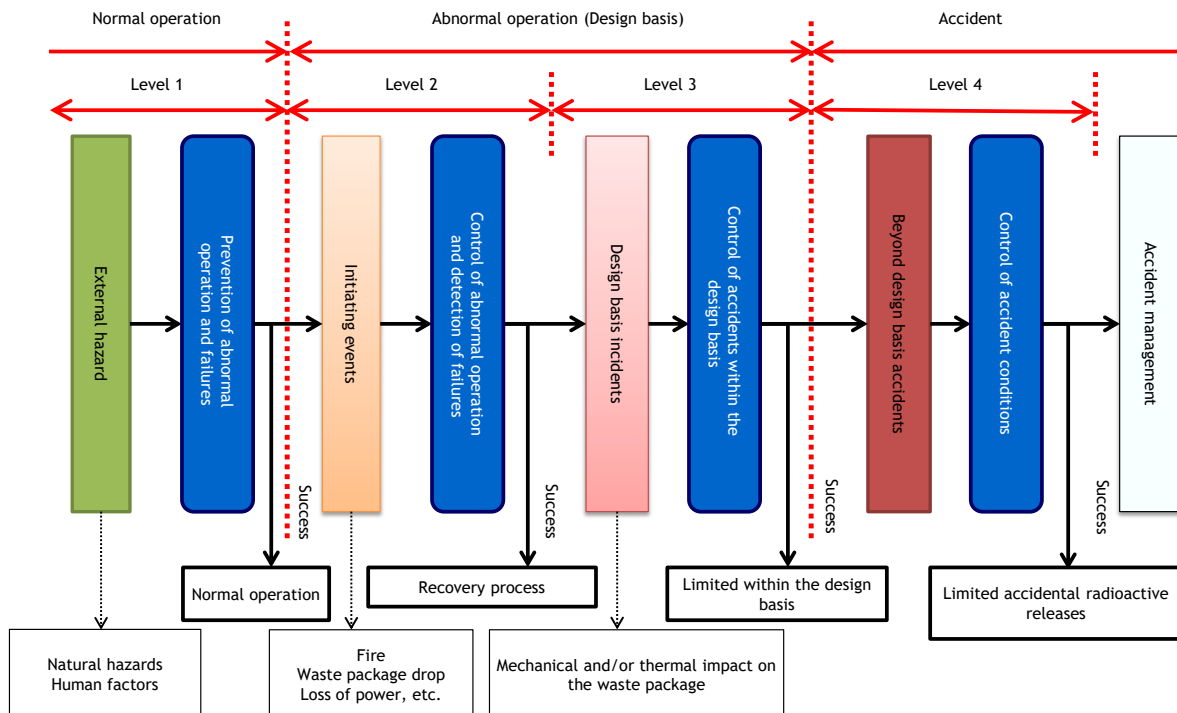 Normal operation
Abnormal operation (Design basis)
Accident
Level 1
Level 2
Level 3
Level 4
External hazard
Prevention of abnormal
operation and failures
Initiating events
Control of abnormal operation
and detection of failures
Design basis incidents
Control of accidents within the
design basis
Beyond design basis accidents
Control of accident conditions
Accident management
Success
Success
Success
Success
Normal operation
Recovery process
Limited within the design
basis
Limited accidental radioactive
releases
Natural hazards
Human factors
Fire
Waste package drop
Loss of power, etc.
Mechanical and/or thermal impact on
the waste package